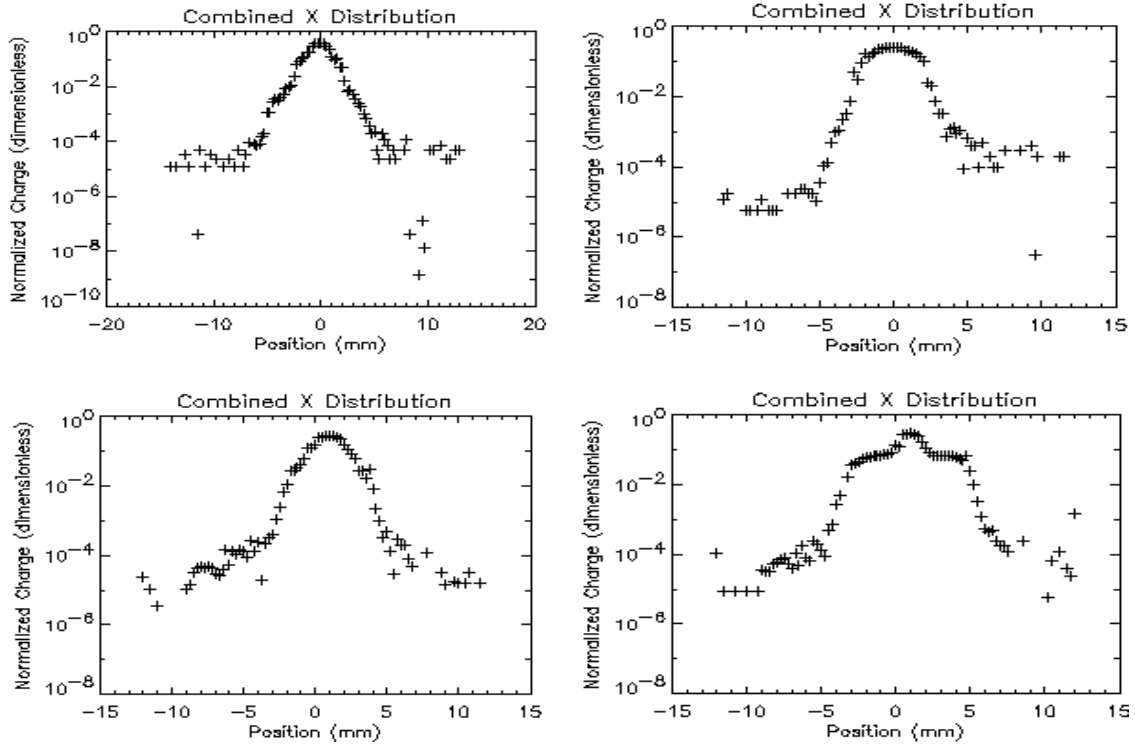 Combined X Distribution
Normalized Charge (dimensionless)
10^0
10^-2
10^-4
10^-6
10^-8
10^-10
-20 -10 0 10 20
Position (mm)
Combined X Distribution
Normalized Charge (dimensionless)
10^0
10^-2
10^-4
10^-6
10^-8
-15 -10 -5 0 5 10 15
Position (mm)
Combined X Distribution
Normalized Charge (dimensionless)
10^0
10^-2
10^-4
10^-6
10^-8
-15 -10 -5 0 5 10 15
Position (mm)
Combined X Distribution
Normalized Charge (dimensionless)
10^0
10^-2
10^-4
10^-6
10^-8
-15 -10 -5 0 5 10 15
Position (mm)